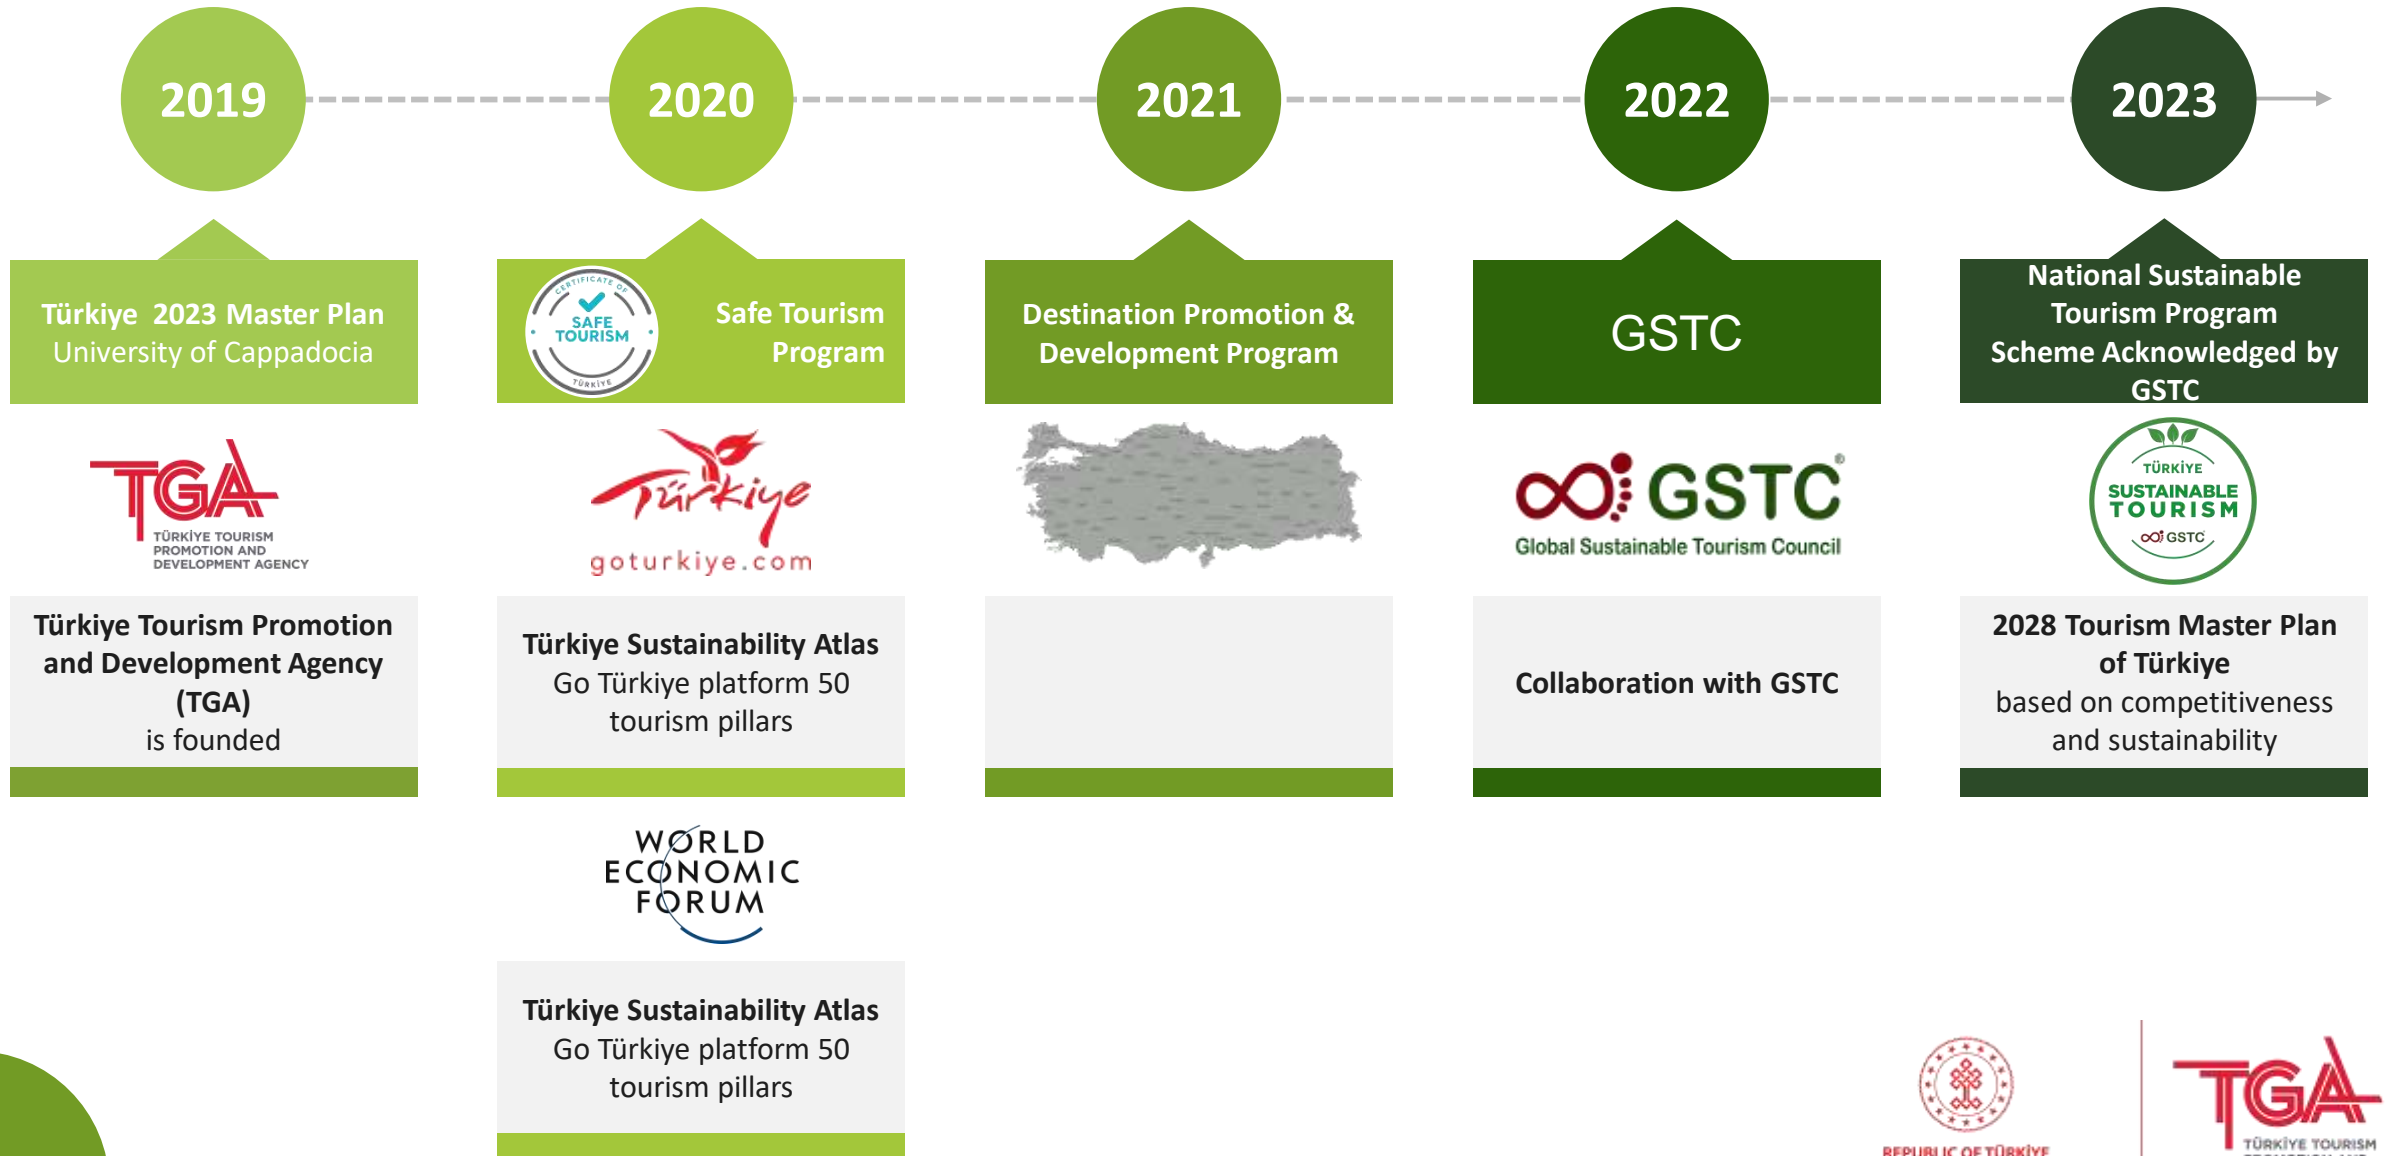 2019
2020
2021
2022
2023
Türkiye 2023 Master Plan
University of Cappadocia
TGA
TÜRKİYE TOURISM
PROMOTION AND
DEVELOPMENT AGENCY
Türkiye Tourism Promotion
and Development Agency
(TGA)
is founded
CERTIFICATE OF
SAFE
TOURISM
TÜRKİYE
Safe Tourism
Program
Türkiye
goturkiye.com
Türkiye Sustainability Atlas
Go Türkiye platform 50
tourism pillars
WORLD
ECONOMIC
FORUM
Türkiye Sustainability Atlas
Go Türkiye platform 50
tourism pillars
Destination Promotion &
Development Program
GSTC
GSTC®
Global Sustainable Tourism Council
Collaboration with GSTC
National Sustainable
Tourism Program
Scheme Acknowledged by
GSTC
TÜRKİYE
SUSTAINABLE
TOURISM
GSTC
2028 Tourism Master Plan
of Türkiye
based on competitiveness
and sustainability
REPUBLIC OF TÜRKİYE
TGA
TÜRKİYE TOURISM